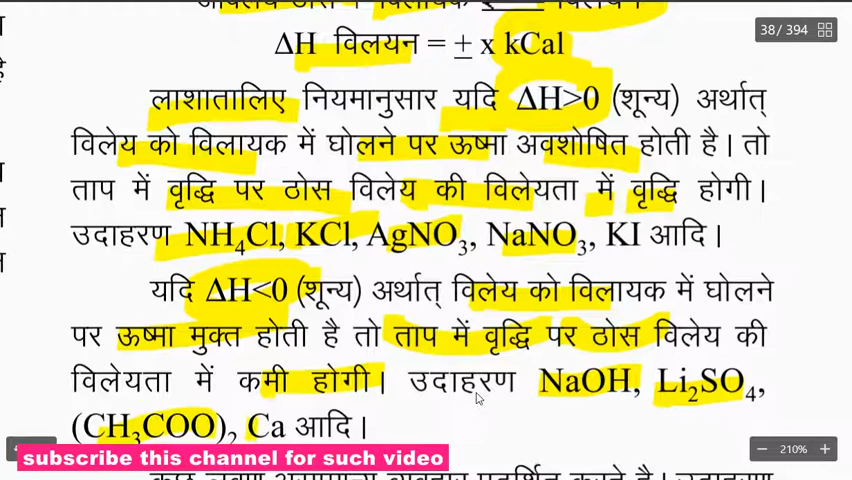 38 / 394
ΔH विलयन = ± x kCal
लाशातालिए नियमानुसार यदि ΔH>0 (शून्य) अर्थात्
विलेय को विलायक में घोलने पर ऊष्मा अवशोषित होती है। तो
ताप में वृद्धि पर ठोस विलेय की विलेयता में वृद्धि होगी।
उदाहरण NH₄Cl, KCl, AgNO₃, NaNO₃, KI आदि।
यदि ΔH<0 (शून्य) अर्थात् विलेय को विलायक में घोलने
पर ऊष्मा मुक्त होती है तो ताप में वृद्धि पर ठोस विलेय की
विलेयता में कमी होगी। उदाहरण NaOH, Li₂SO₄,
(CH₃COO)₂ Ca आदि।
210%
subscribe this channel for such video